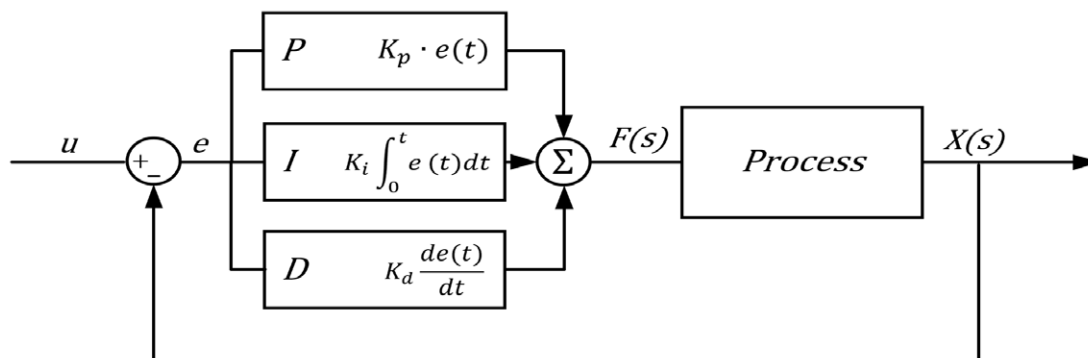 P K_p · e(t)
u + − e I K_i ∫_0^t e (t)dt Σ F(s) Process X(s)
D K_d de(t)/dt